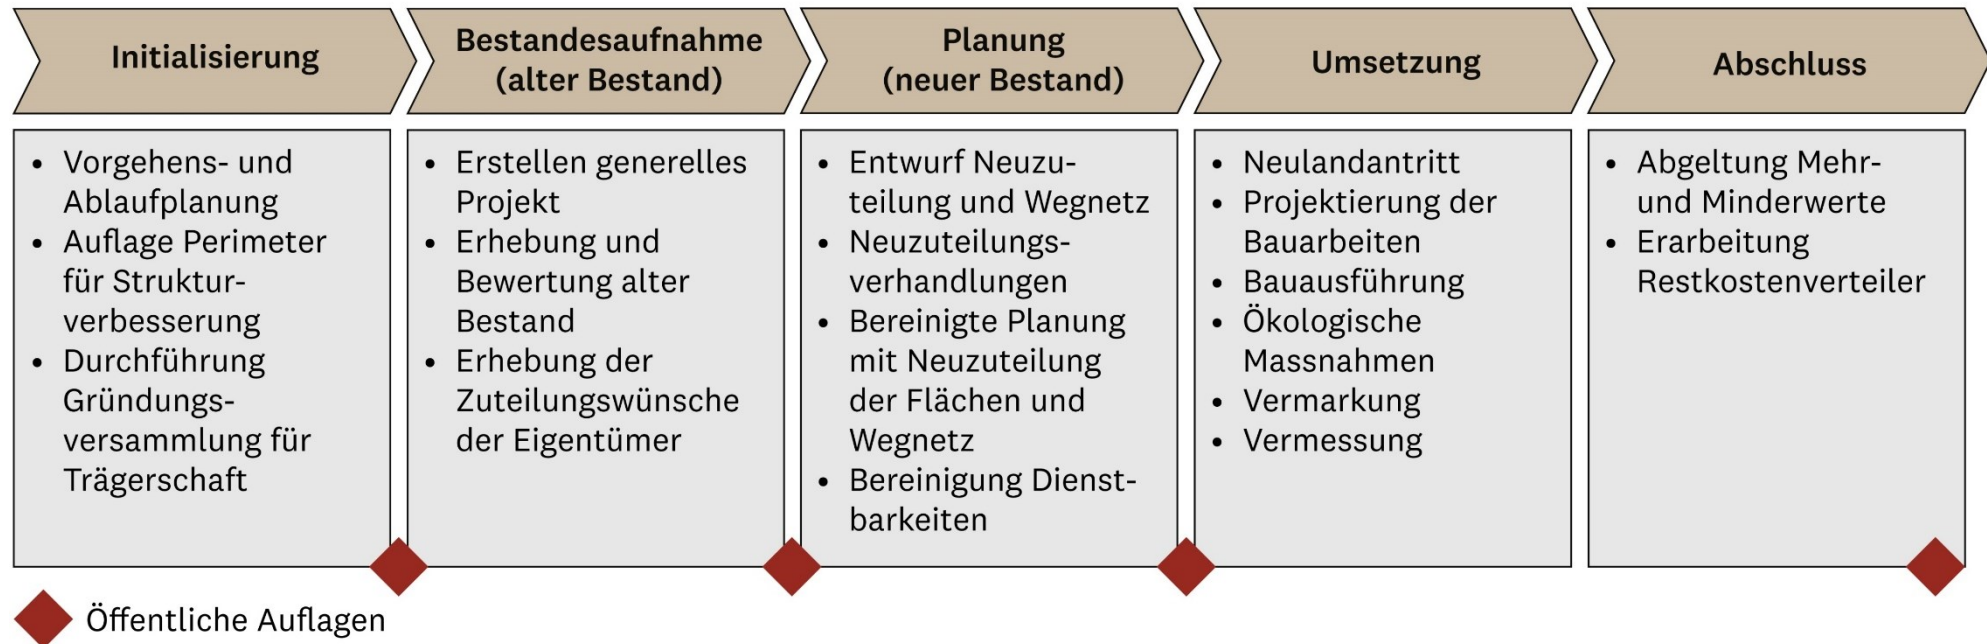 Initialisierung
Bestandesaufnahme
(alter Bestand)
Planung
(neuer Bestand)
Umsetzung
Abschluss
• Vorgehens- und
Ablaufplanung
• Auflage Perimeter
für Struktur-
verbesserung
• Durchführung
Gründungs-
versammlung für
Trägerschaft
• Erstellen generelles
Projekt
• Erhebung und
Bewertung alter
Bestand
• Erhebung der
Zuteilungswünsche
der Eigentümer
• Entwurf Neuzu-
teilung und Wegnetz
• Neuzuteilungs-
verhandlungen
• Bereinigte Planung
mit Neuzuteilung
der Flächen und
Wegnetz
• Bereinigung Dienst-
barkeiten
• Neulandantritt
• Projektierung der
Bauarbeiten
• Bauausführung
• Ökologische
Massnahmen
• Vermarkung
• Vermessung
• Abgeltung Mehr-
und Minderwerte
• Erarbeitung
Restkostenverteiler
Öffentliche Auflagen